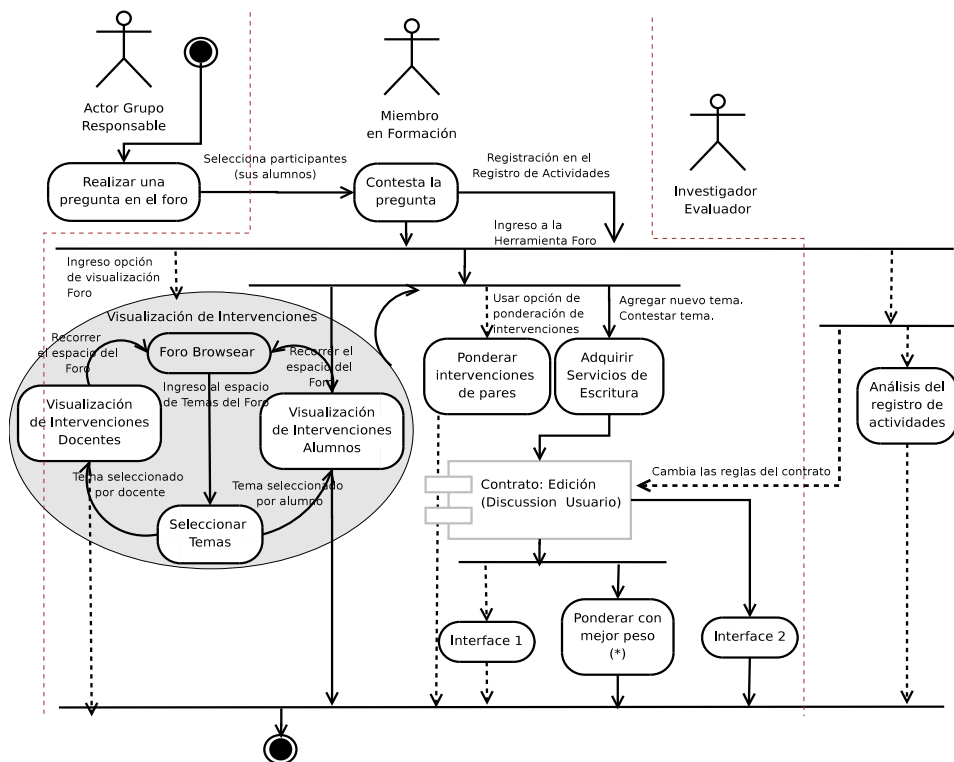 Actor Grupo
Responsable
Miembro
en Formación
Investigador
Evaluador
Realizar una
pregunta en el foro
Selecciona participantes
(sus alumnos)
Contesta la
pregunta
Registración en el
Registro de Actividades
Ingreso a la
Herramienta Foro
Ingreso opción
de visualización
Foro
Visualización de Intervenciones
Recorrer
el espacio del
Foro
Foro Browsear
Recorrer el
espacio del
Foro
Ingreso al espacio
de Temas del Foro
Visualización
de Intervenciones
Docentes
Visualización
de Intervenciones
Alumnos
Tema seleccionado
por docente
Tema seleccionado
por alumno
Seleccionar
Temas
Usar opción de
ponderación de
intervenciones
Agregar nuevo tema.
Contestar tema.
Ponderar
intervenciones
de pares
Adquirir
Servicios de
Escritura
Análisis del
registro de
actividades
Contrato: Edición
(Discussion Usuario)
Cambia las reglas del contrato
Interface 1
Ponderar con
mejor peso
(*)
Interface 2